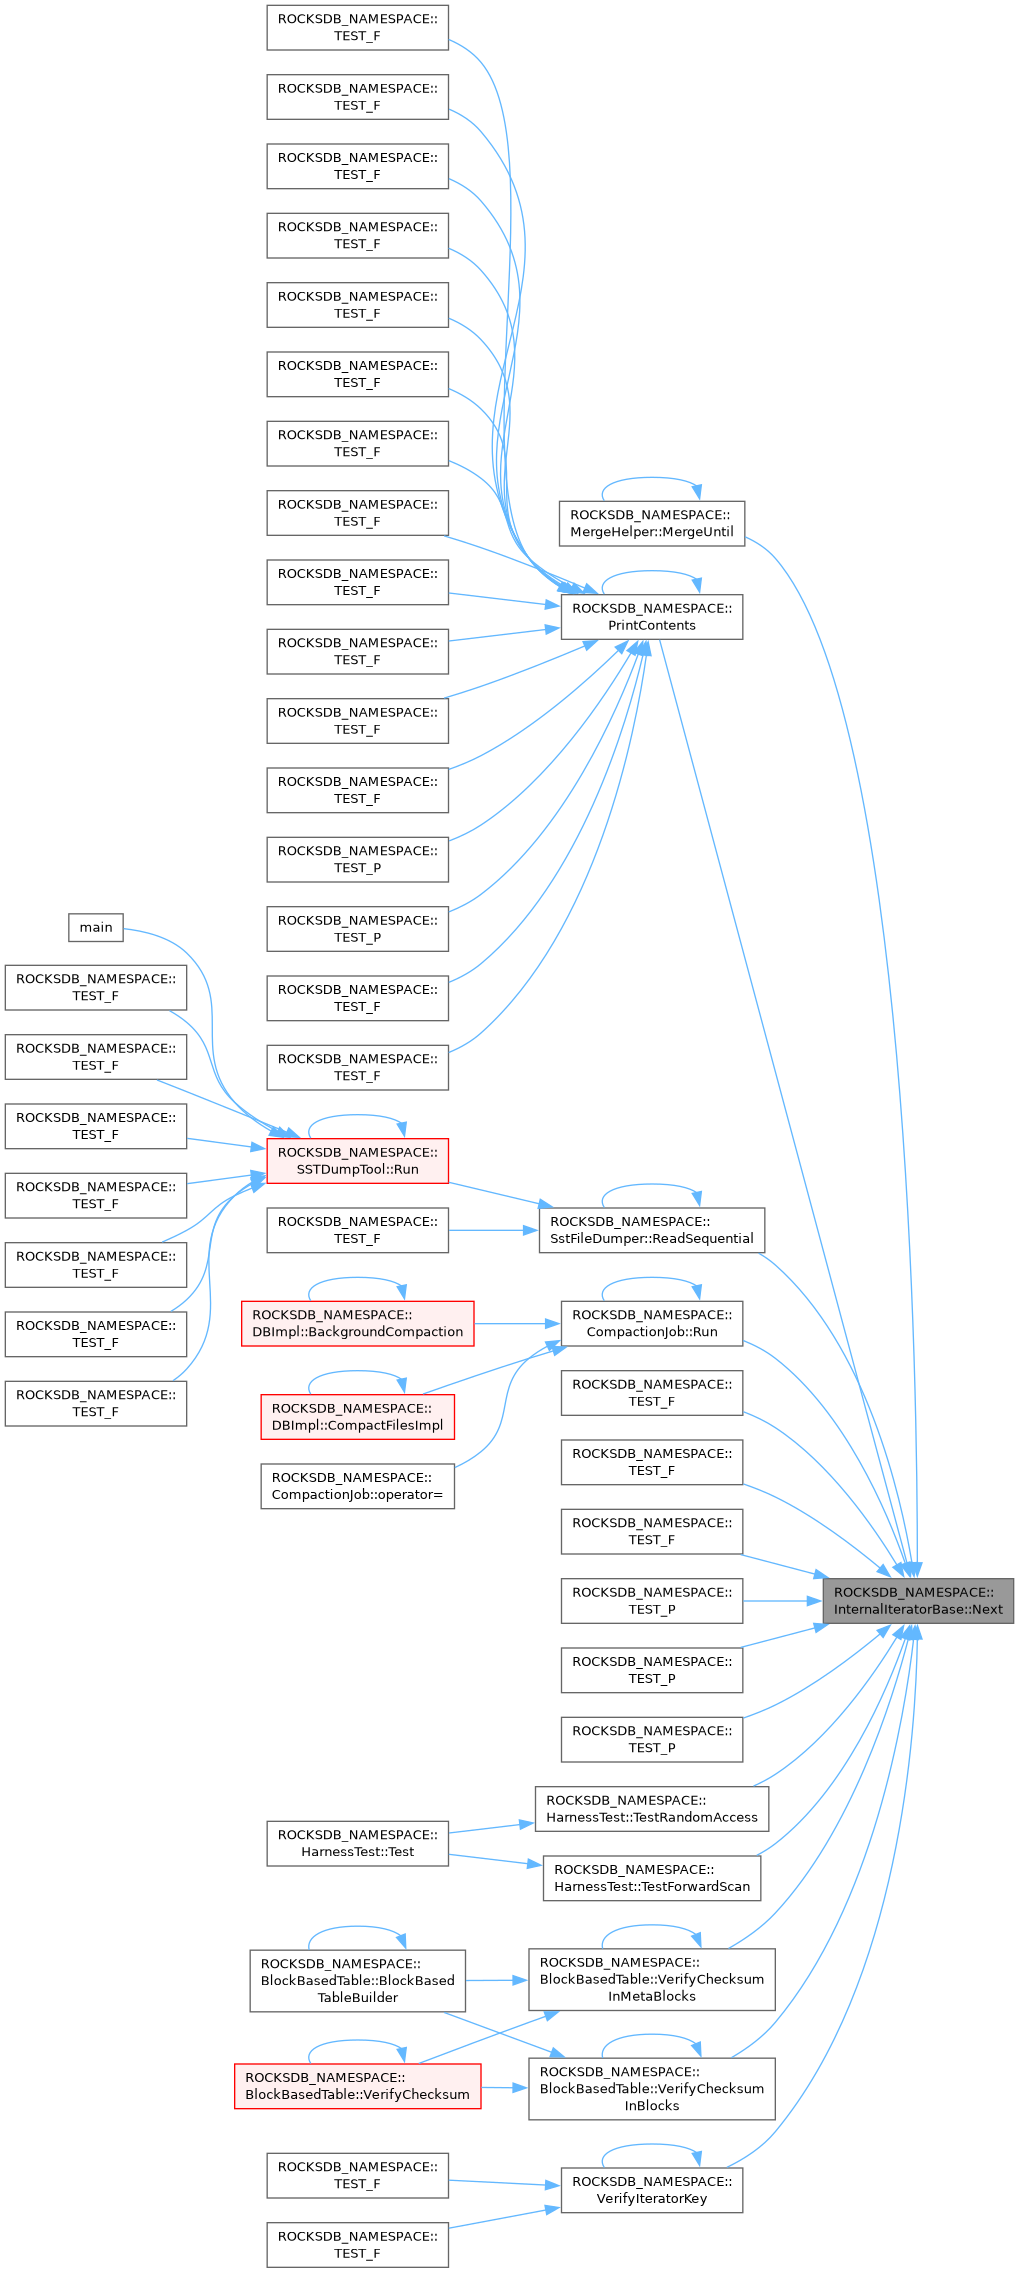 ROCKSDB_NAMESPACE::
TEST_F
ROCKSDB_NAMESPACE::
TEST_F
ROCKSDB_NAMESPACE::
TEST_F
ROCKSDB_NAMESPACE::
TEST_F
ROCKSDB_NAMESPACE::
TEST_F
ROCKSDB_NAMESPACE::
TEST_F
ROCKSDB_NAMESPACE::
TEST_F
ROCKSDB_NAMESPACE::
TEST_F
ROCKSDB_NAMESPACE::
MergeHelper::MergeUntil
ROCKSDB_NAMESPACE::
TEST_F
ROCKSDB_NAMESPACE::
PrintContents
ROCKSDB_NAMESPACE::
TEST_F
ROCKSDB_NAMESPACE::
TEST_F
ROCKSDB_NAMESPACE::
TEST_F
ROCKSDB_NAMESPACE::
TEST_P
ROCKSDB_NAMESPACE::
TEST_P
main
ROCKSDB_NAMESPACE::
TEST_F
ROCKSDB_NAMESPACE::
TEST_F
ROCKSDB_NAMESPACE::
TEST_F
ROCKSDB_NAMESPACE::
TEST_F
ROCKSDB_NAMESPACE::
TEST_F
ROCKSDB_NAMESPACE::
SSTDumpTool::Run
ROCKSDB_NAMESPACE::
TEST_F
ROCKSDB_NAMESPACE::
TEST_F
ROCKSDB_NAMESPACE::
SstFileDumper::ReadSequential
ROCKSDB_NAMESPACE::
TEST_F
ROCKSDB_NAMESPACE::
TEST_F
ROCKSDB_NAMESPACE::
DBImpl::BackgroundCompaction
ROCKSDB_NAMESPACE::
CompactionJob::Run
ROCKSDB_NAMESPACE::
TEST_F
ROCKSDB_NAMESPACE::
DBImpl::CompactFilesImpl
ROCKSDB_NAMESPACE::
TEST_F
ROCKSDB_NAMESPACE::
CompactionJob::operator=
ROCKSDB_NAMESPACE::
TEST_F
ROCKSDB_NAMESPACE::
TEST_F
ROCKSDB_NAMESPACE::
TEST_P
ROCKSDB_NAMESPACE::
InternalIteratorBase::Next
ROCKSDB_NAMESPACE::
TEST_P
ROCKSDB_NAMESPACE::
TEST_P
ROCKSDB_NAMESPACE::
HarnessTest::TestRandomAccess
ROCKSDB_NAMESPACE::
HarnessTest::Test
ROCKSDB_NAMESPACE::
HarnessTest::TestForwardScan
ROCKSDB_NAMESPACE::
BlockBasedTable::BlockBased
TableBuilder
ROCKSDB_NAMESPACE::
BlockBasedTable::VerifyChecksum
InMetaBlocks
ROCKSDB_NAMESPACE::
BlockBasedTable::VerifyChecksum
ROCKSDB_NAMESPACE::
BlockBasedTable::VerifyChecksum
InBlocks
ROCKSDB_NAMESPACE::
TEST_F
ROCKSDB_NAMESPACE::
VerifyIteratorKey
ROCKSDB_NAMESPACE::
TEST_F